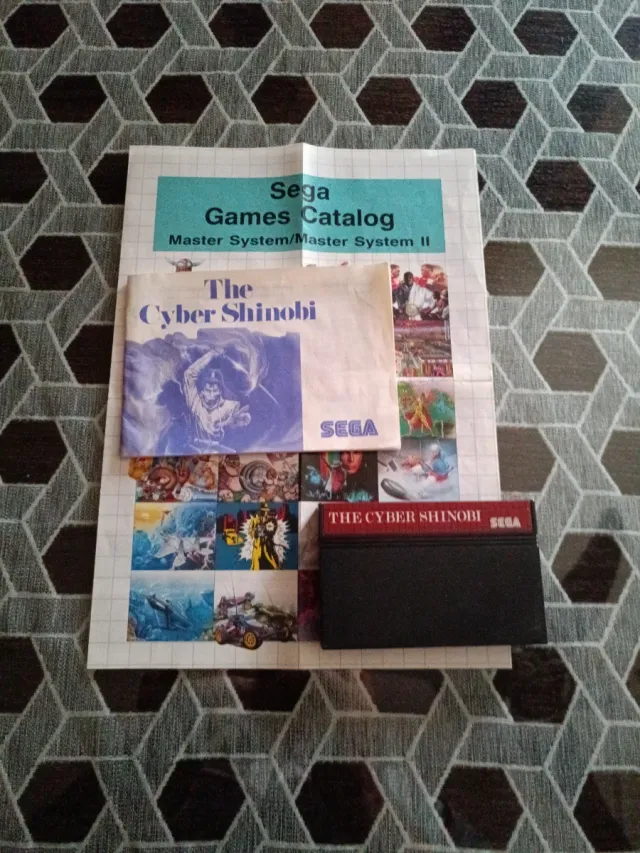 Sega
Games Catalog
Master System/Master System II
The
Cyber Shinobi
SEGA
THE CYBER SHINOBI SEGA